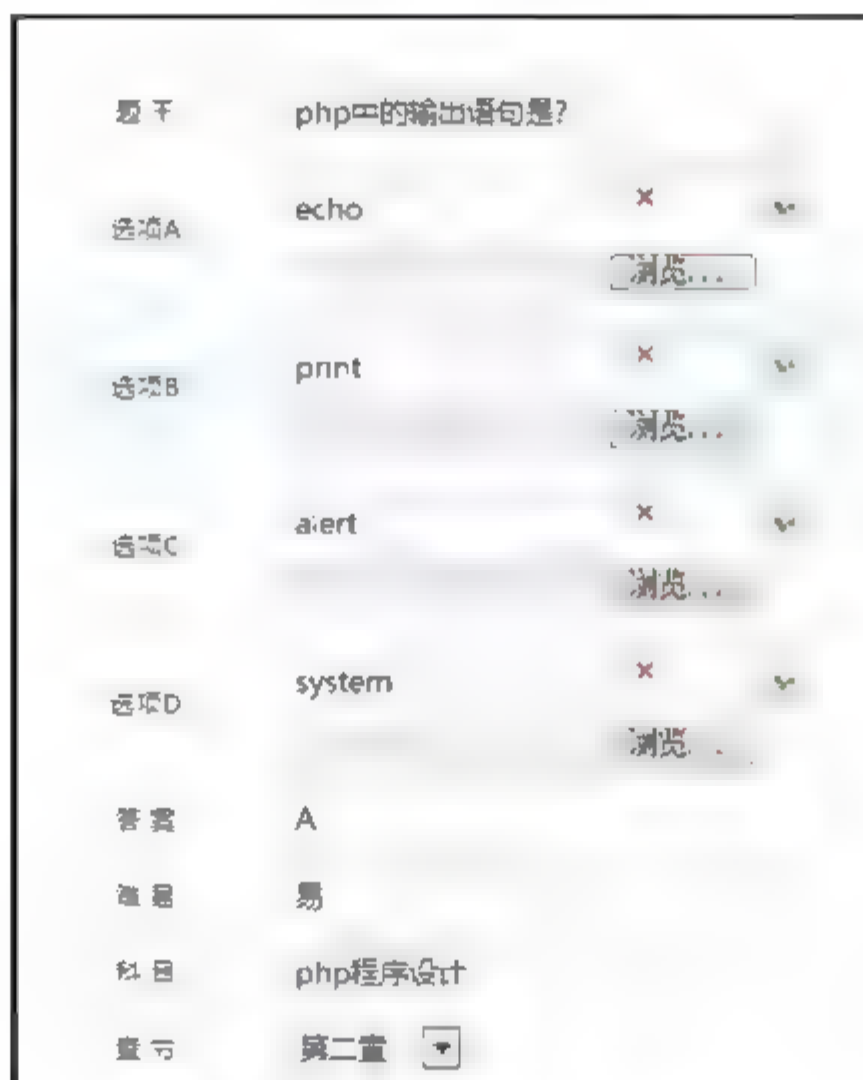 题干 php中的输出语句是?
选项A echo
浏览...
选项B print
浏览...
选项C alert
浏览...
选项D system
浏览...
答案 A
难易 易
科目 php程序设计
章节 第二章